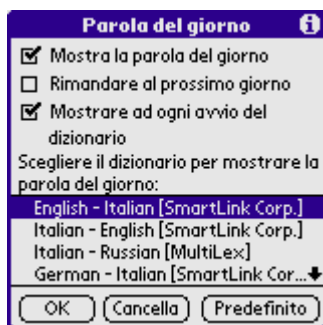 Parola del giorno
Mostra la parola del giorno
Rimandare al prossimo giorno
Mostrare ad ogni avvio del
dizionario
Scegliere il dizionario per mostrare la
parola del giorno:
English - Italian [SmartLink Corp.]
Italian - English [SmartLink Corp.]
Italian - Russian [MultiLex]
German - Italian [SmartLink Cor...
OK Cancella Predefinito